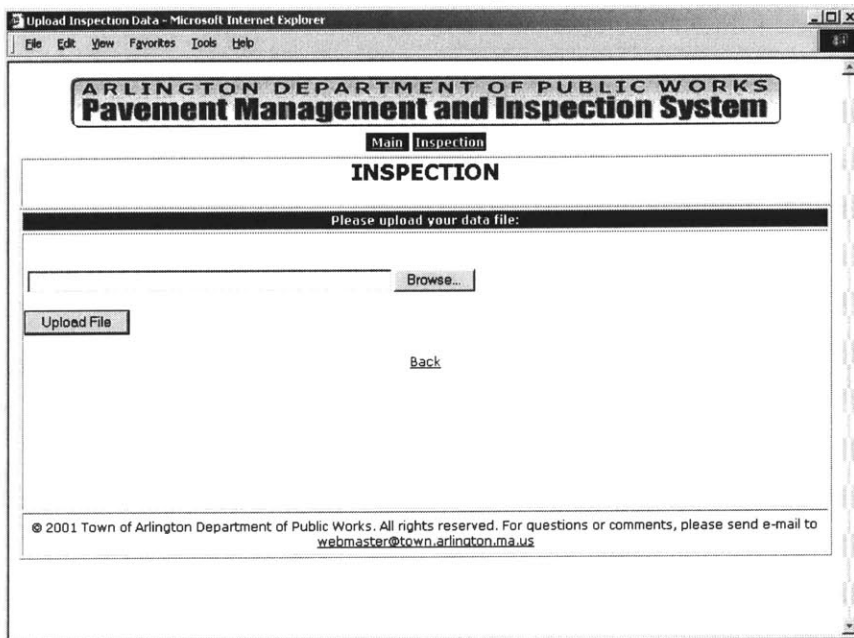 Upload Inspection Data - Microsoft Internet Explorer
File Edit View Favorites Tools Help
ARLINGTON DEPARTMENT OF PUBLIC WORKS
Pavement Management and Inspection System
Main Inspection
INSPECTION
Please upload your data file:
Browse...
Upload File
Back
© 2001 Town of Arlington Department of Public Works. All rights reserved. For questions or comments, please send e-mail to
webmaster@town.arlington.ma.us